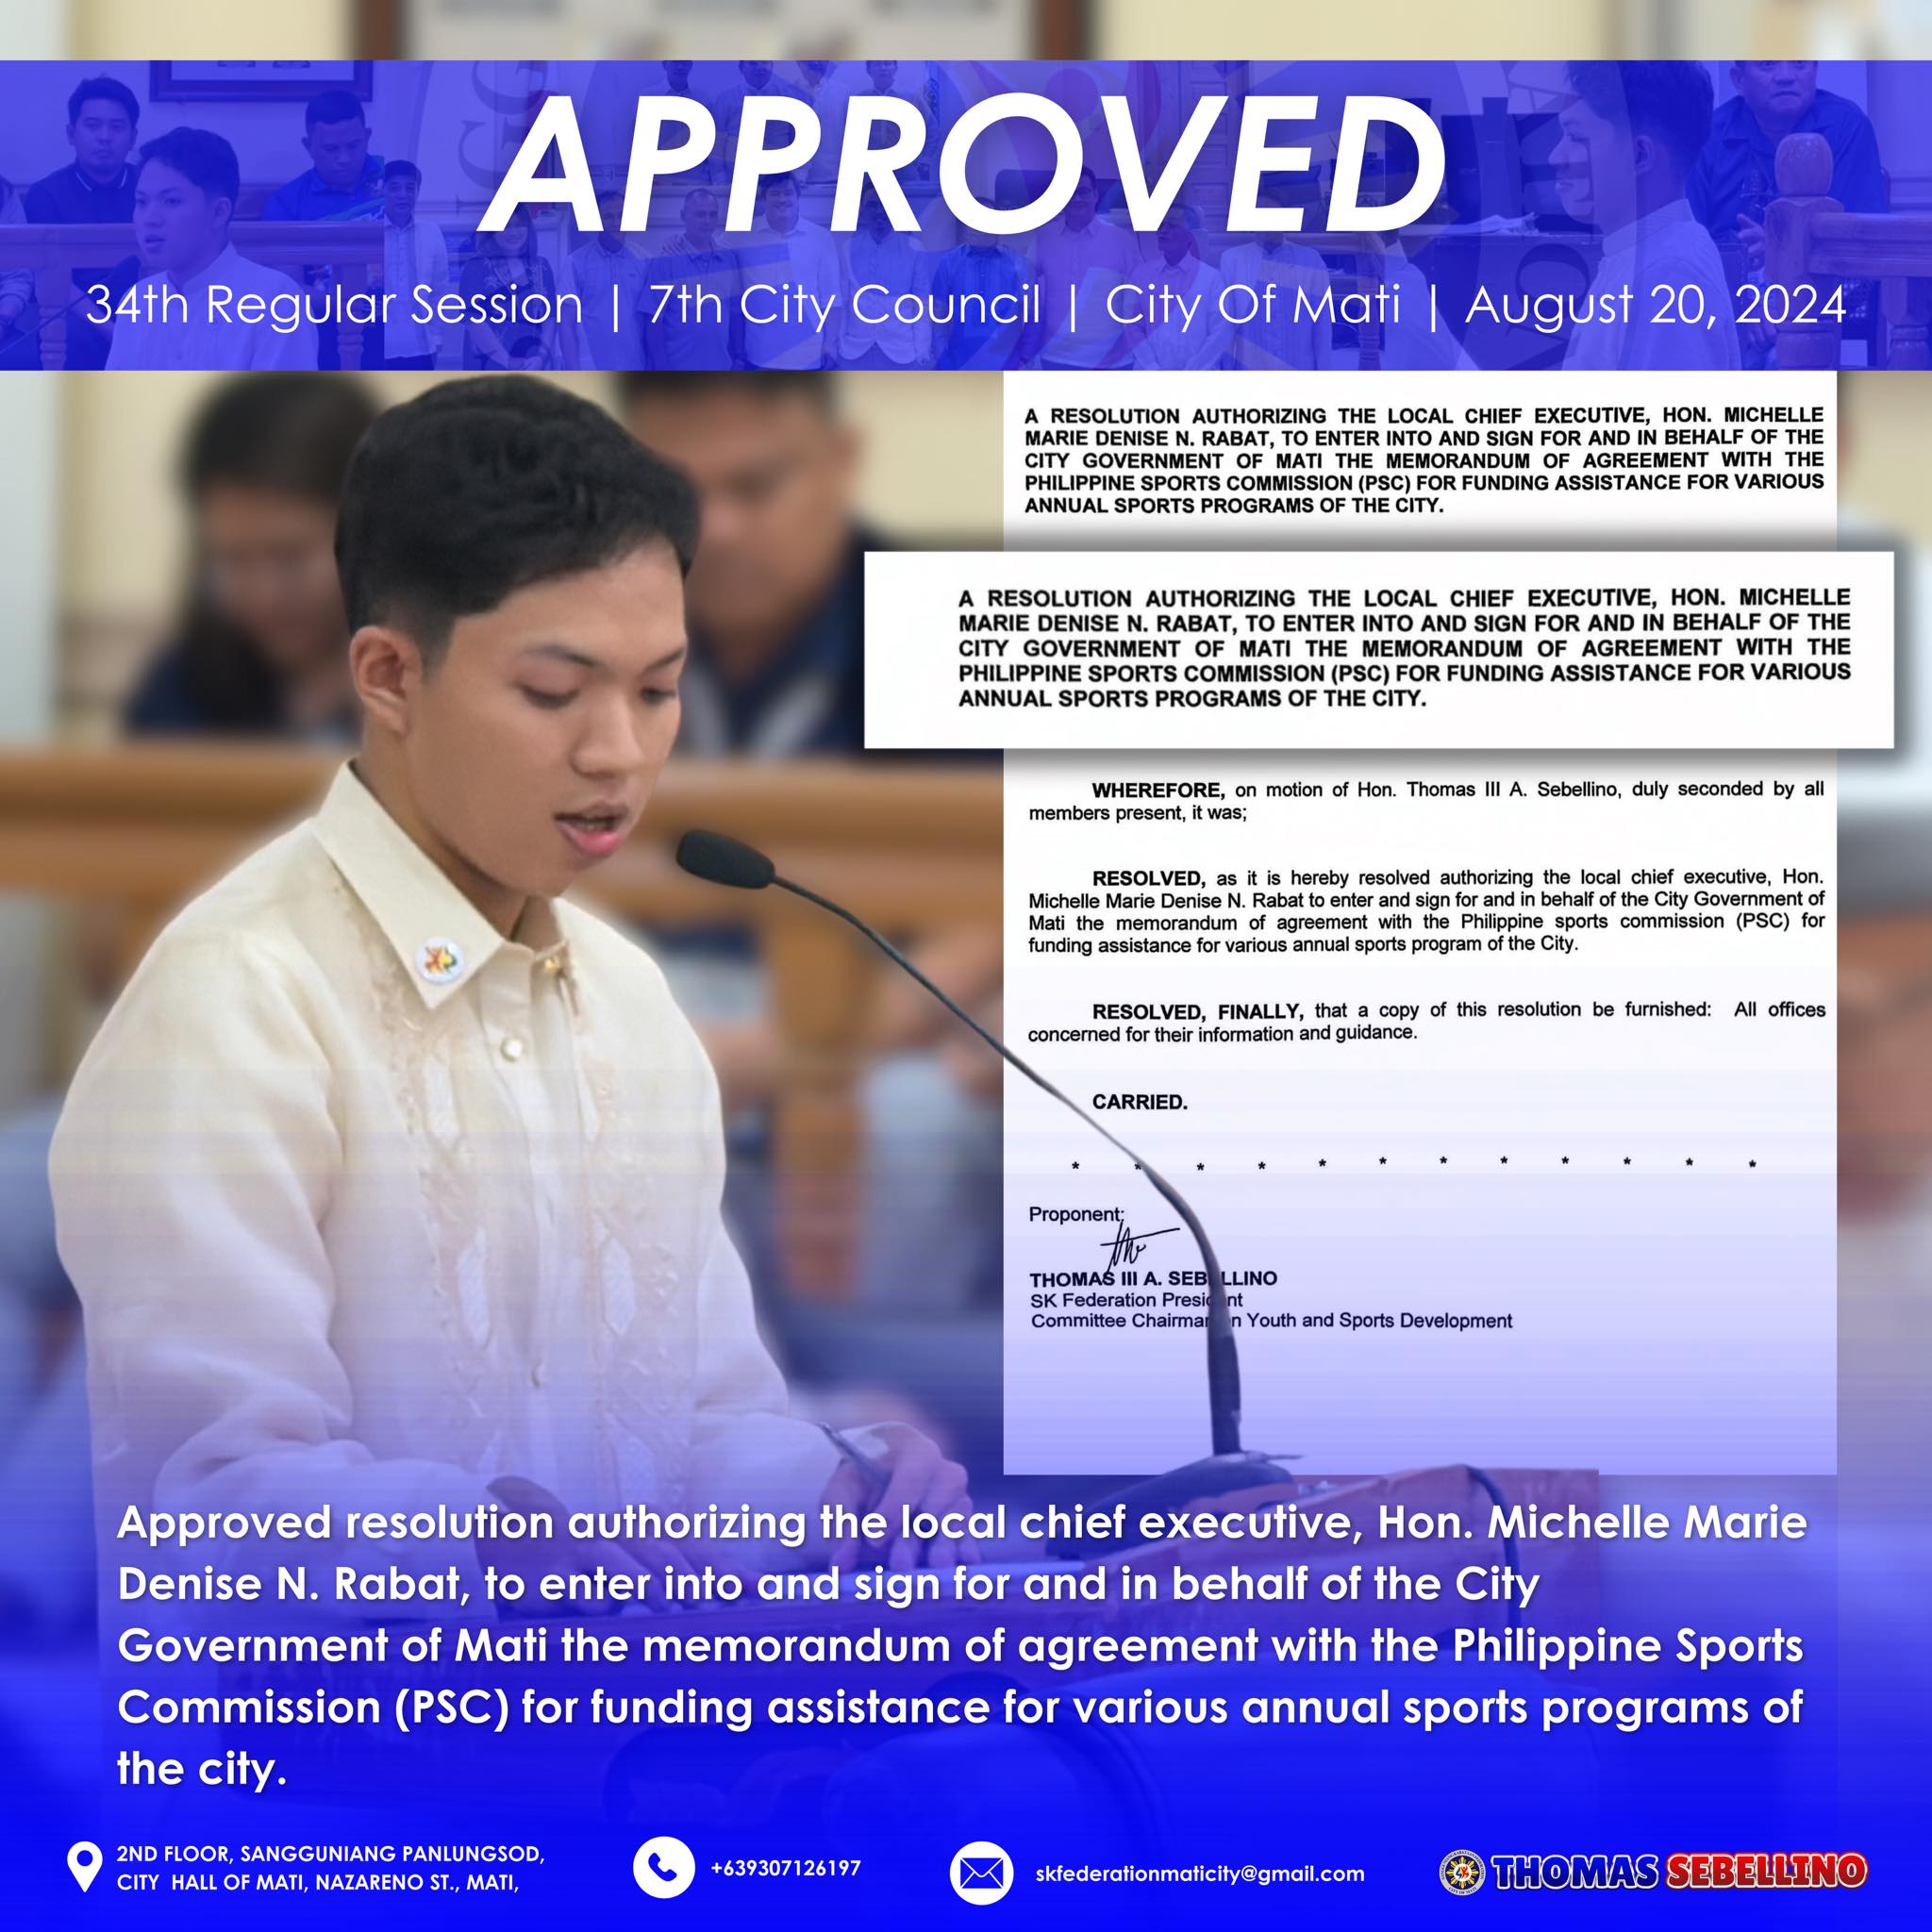 APPROVED
34th Regular Session | 7th City Council | City Of Mati | August 20, 2024
A RESOLUTION AUTHORIZING THE LOCAL CHIEF EXECUTIVE, HON. MICHELLE
MARIE DENISE N. RABAT, TO ENTER INTO AND SIGN FOR AND IN BEHALF OF THE
CITY GOVERNMENT OF MATI THE MEMORANDUM OF AGREEMENT WITH THE
PHILIPPINE SPORTS COMMISSION (PSC) FOR FUNDING ASSISTANCE FOR VARIOUS
ANNUAL SPORTS PROGRAMS OF THE CITY.
A RESOLUTION AUTHORIZING THE LOCAL CHIEF EXECUTIVE, HON. MICHELLE
MARIE DENISE N. RABAT, TO ENTER INTO AND SIGN FOR AND IN BEHALF OF THE
CITY GOVERNMENT OF MATI THE MEMORANDUM OF AGREEMENT WITH THE
PHILIPPINE SPORTS COMMISSION (PSC) FOR FUNDING ASSISTANCE FOR VARIOUS
ANNUAL SPORTS PROGRAMS OF THE CITY.
WHEREFORE, on motion of Hon. Thomas III A. Sebellino, duly seconded by all
members present, it was;
RESOLVED, as it is hereby resolved authorizing the local chief executive, Hon.
Michelle Marie Denise N. Rabat to enter and sign for and in behalf of the City Government of
Mati the memorandum of agreement with the Philippine sports commission (PSC) for
funding assistance for various annual sports program of the City.
RESOLVED, FINALLY, that a copy of this resolution be furnished: All offices
concerned for their information and guidance.
CARRIED.
* * * * * * * * * * * *
Proponent:
THOMAS III A. SEBELLINO
SK Federation President
Committee Chairman on Youth and Sports Development
Approved resolution authorizing the local chief executive, Hon. Michelle Marie
Denise N. Rabat, to enter into and sign for and in behalf of the City
Government of Mati the memorandum of agreement with the Philippine Sports
Commission (PSC) for funding assistance for various annual sports programs of
the city.
2ND FLOOR, SANGGUNIANG PANLUNGSOD,
CITY HALL OF MATI, NAZARENO ST., MATI,
+639307126197
skfederationmaticity@gmail.com
THOMAS SEBELLINO